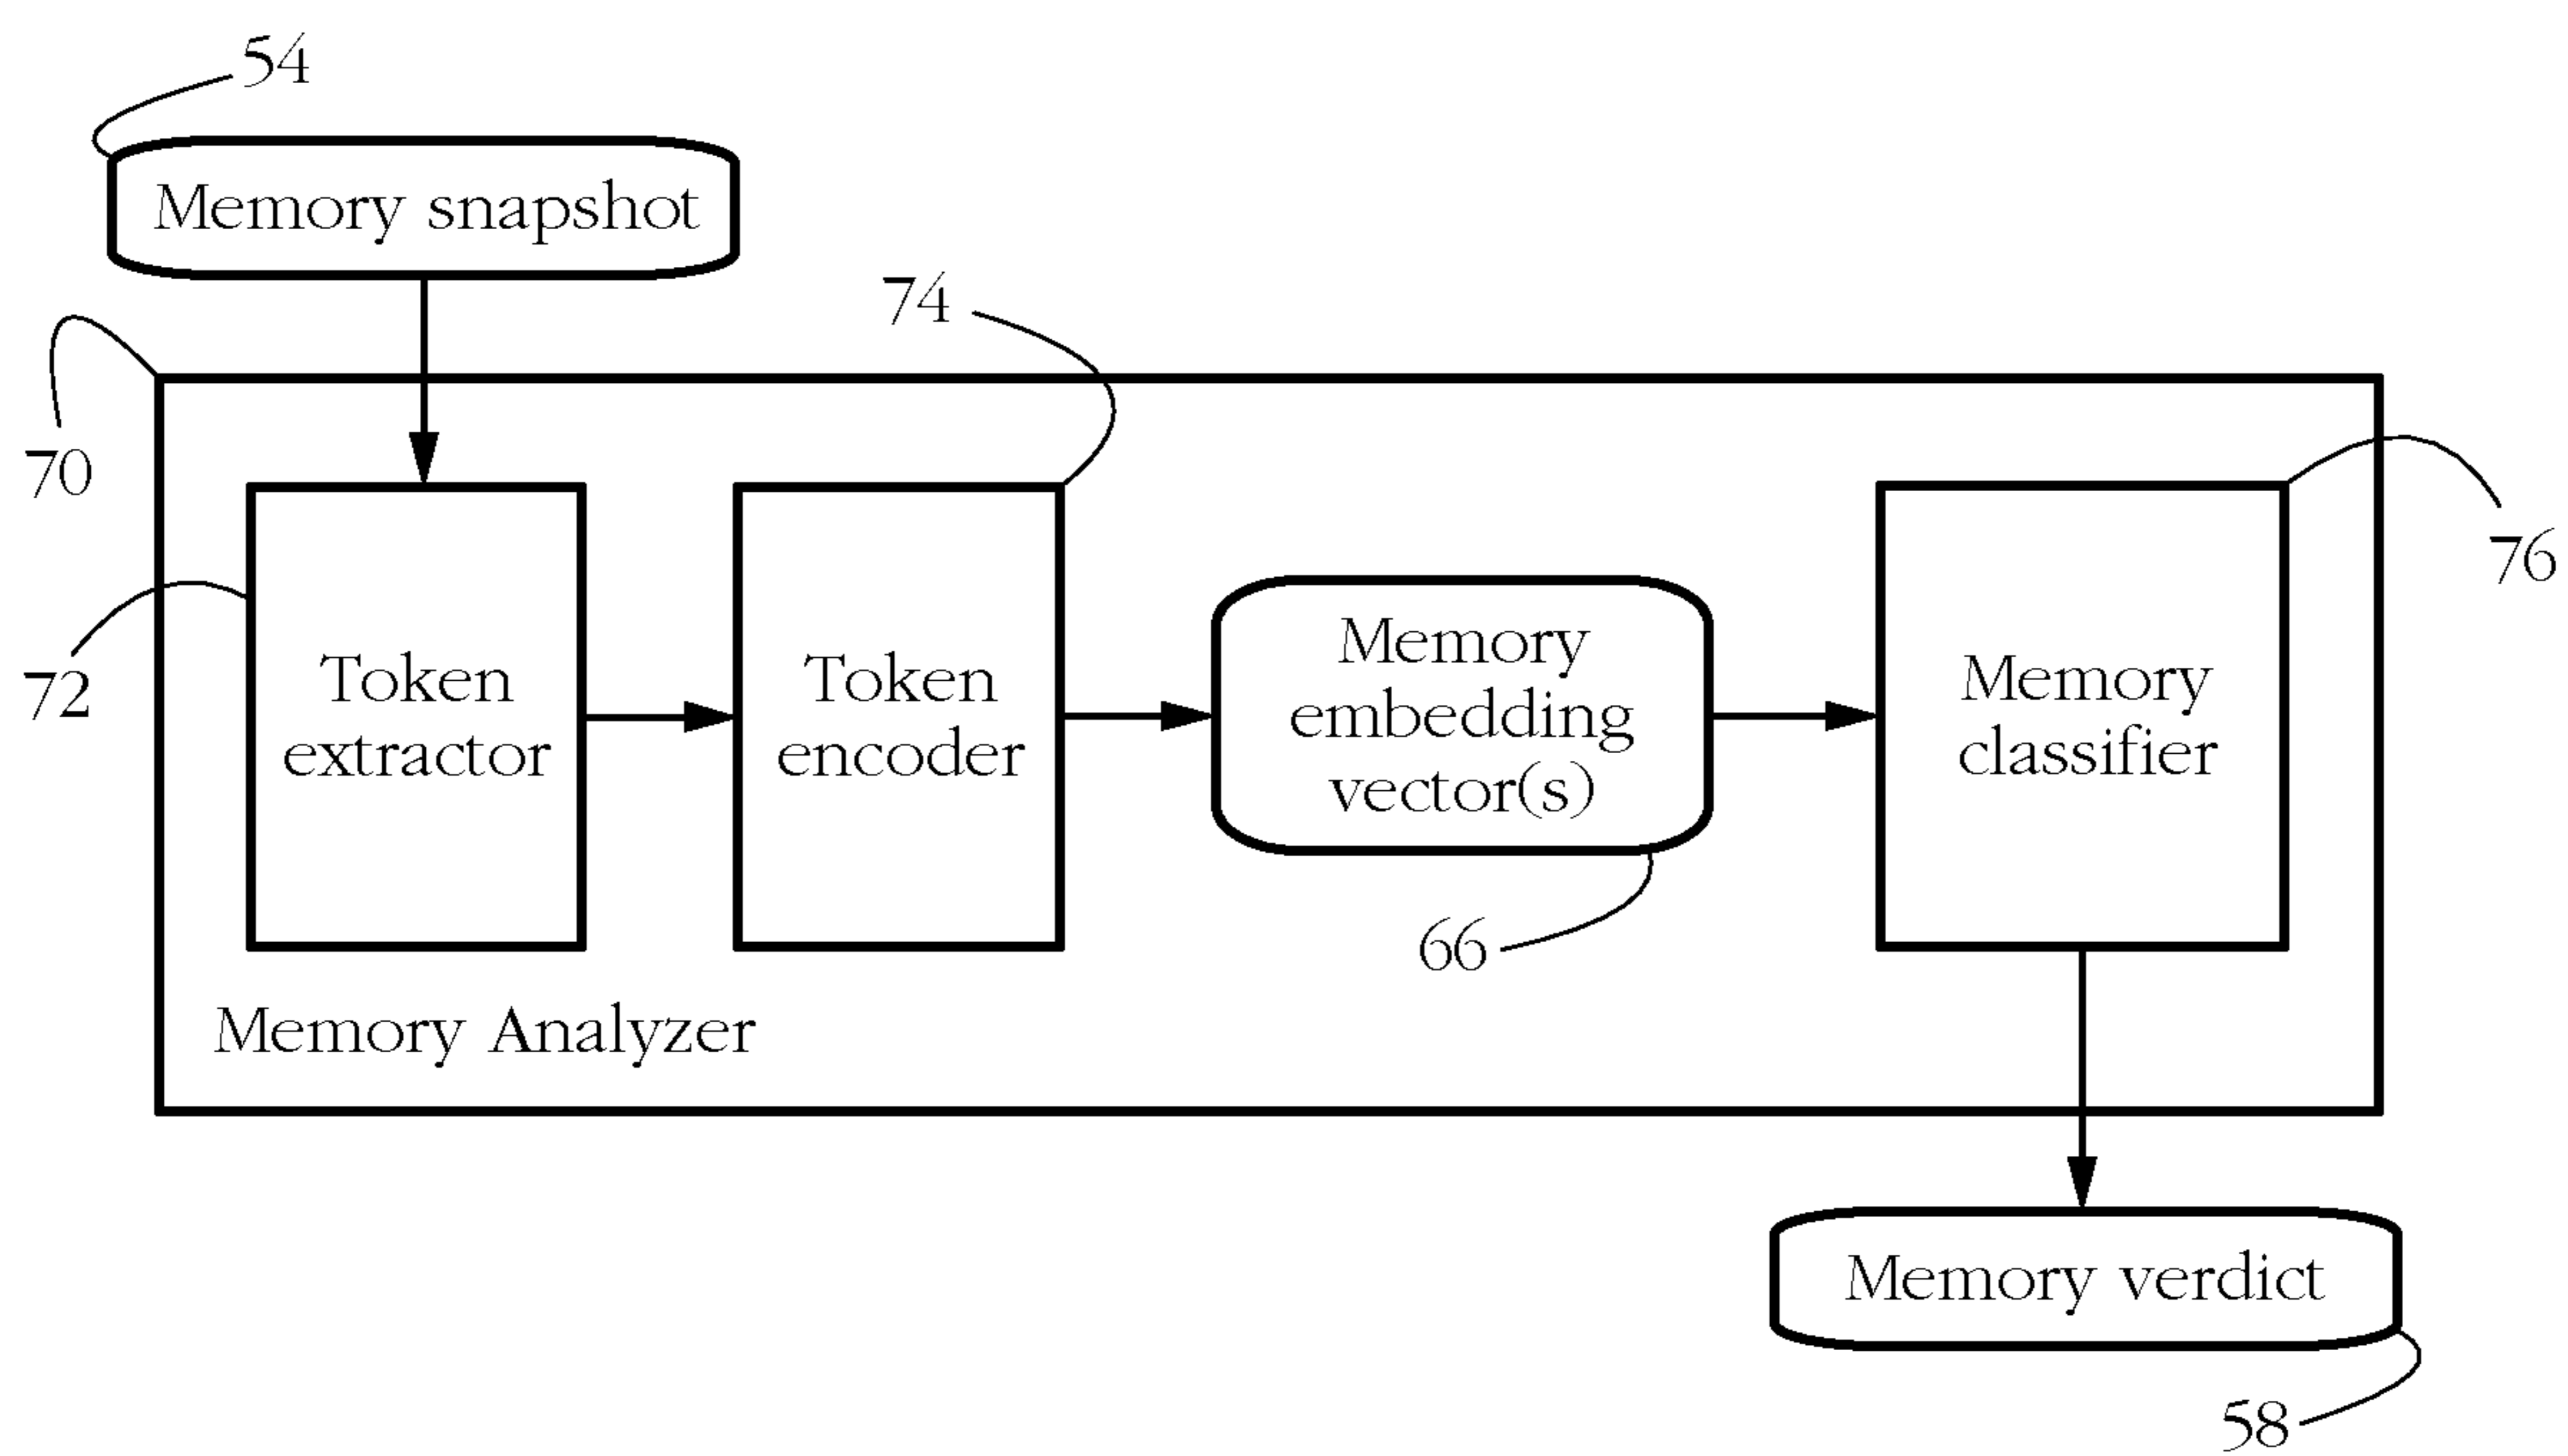 54
Memory snapshot
74
70
76
72
Token
extractor
Token
encoder
Memory
embedding
vector(s)
Memory
classifier
66
Memory Analyzer
Memory verdict
58